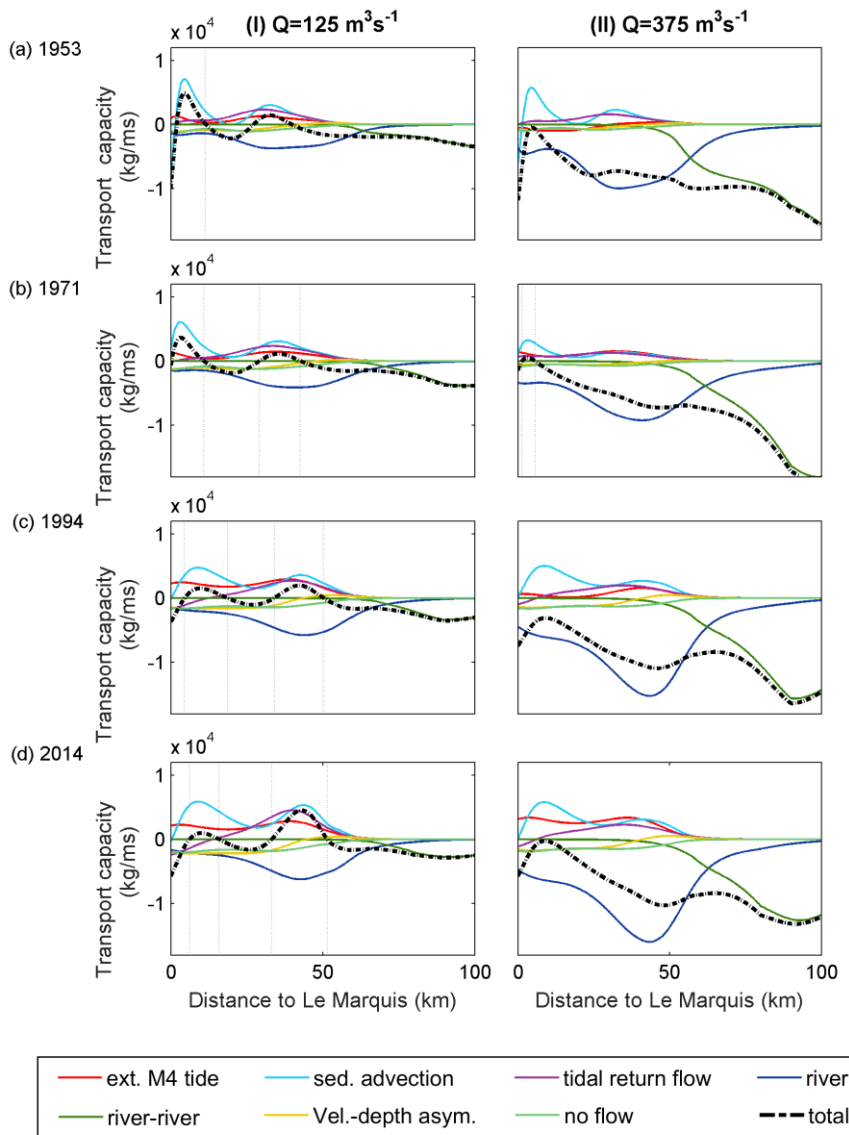 (I) Q=125 m³s⁻¹
(II) Q=375 m³s⁻¹
(a) 1953
x 10⁴
Transport capacity
(kg/ms)
1
0
-1
(b) 1971
x 10⁴
Transport capacity
(kg/ms)
1
0
-1
(c) 1994
x 10⁴
Transport capacity
(kg/ms)
1
0
-1
(d) 2014
x 10⁴
Transport capacity
(kg/ms)
1
0
-1
0 50 100
0 50 100
Distance to Le Marquis (km)
Distance to Le Marquis (km)
ext. M4 tide sed. advection tidal return flow river
river-river Vel.-depth asym. no flow total